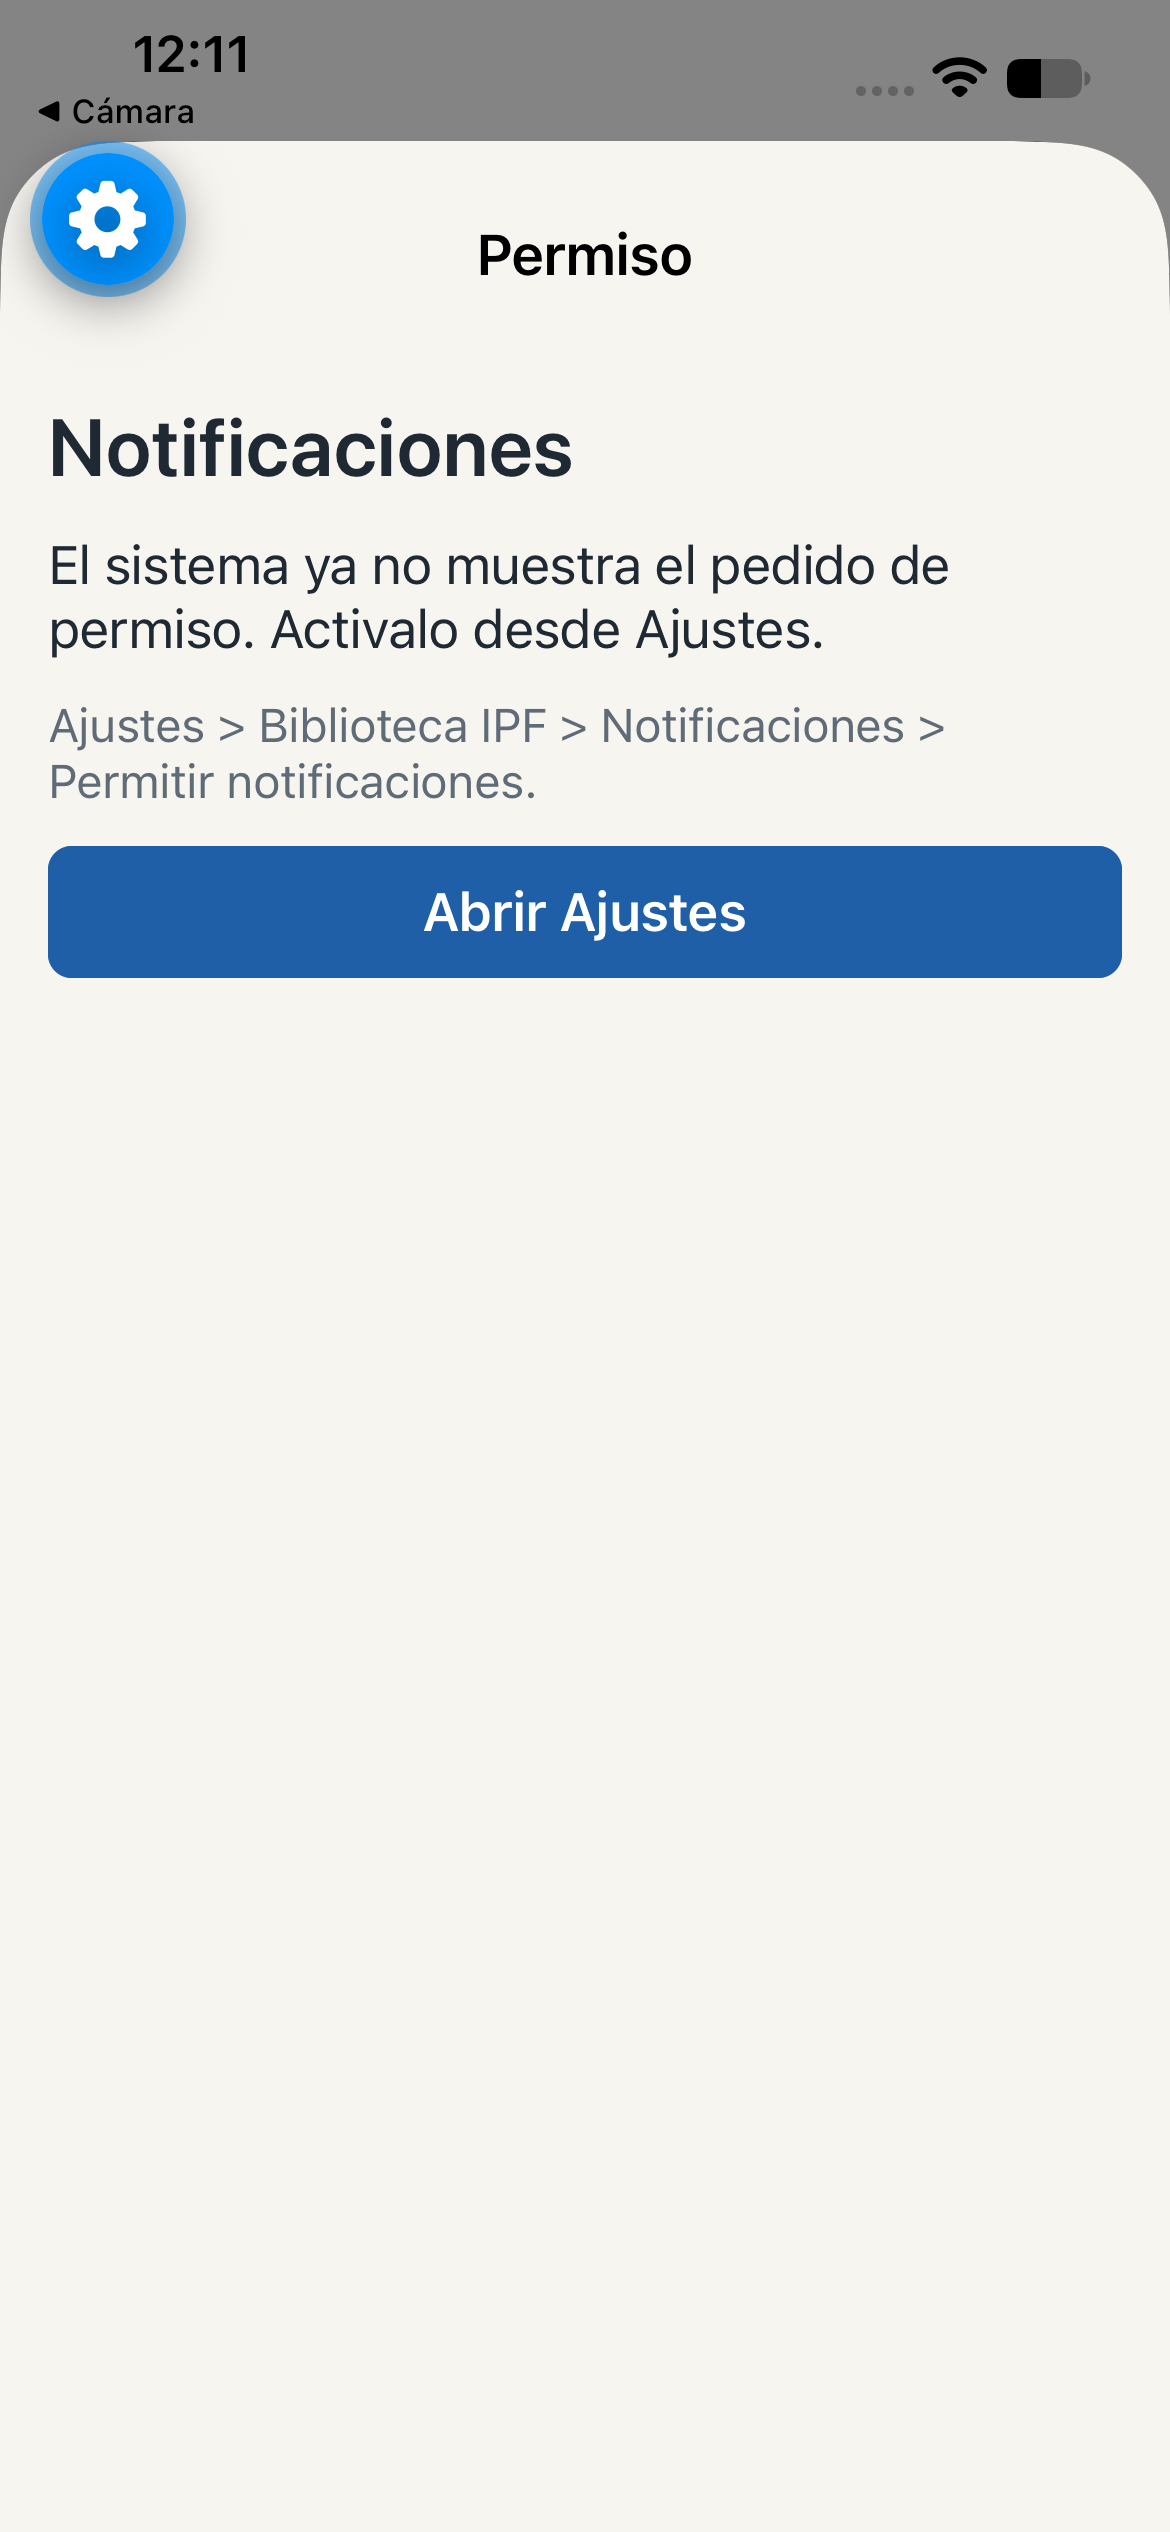 12:11
◀ Cámara
Permiso
Notificaciones
El sistema ya no muestra el pedido de
permiso. Activalo desde Ajustes.
Ajustes > Biblioteca IPF > Notificaciones >
Permitir notificaciones.
Abrir Ajustes